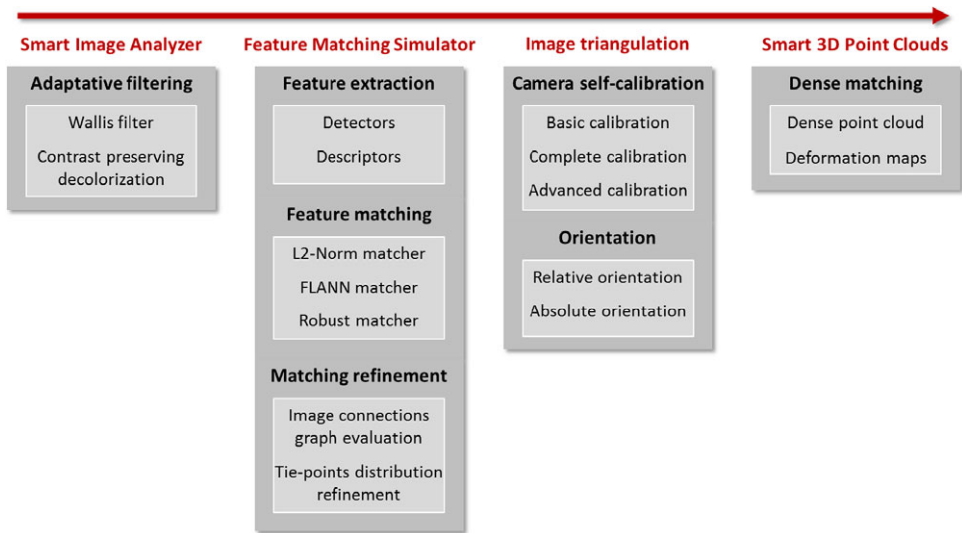 Smart Image Analyzer
Adaptative filtering
Wallis filter
Contrast preserving
decolorization
Feature Matching Simulator
Feature extraction
Detectors
Descriptors
Feature matching
L2-Norm matcher
FLANN matcher
Robust matcher
Matching refinement
Image connections
graph evaluation
Tie-points distribution
refinement
Image triangulation
Camera self-calibration
Basic calibration
Complete calibration
Advanced calibration
Orientation
Relative orientation
Absolute orientation
Smart 3D Point Clouds
Dense matching
Dense point cloud
Deformation maps